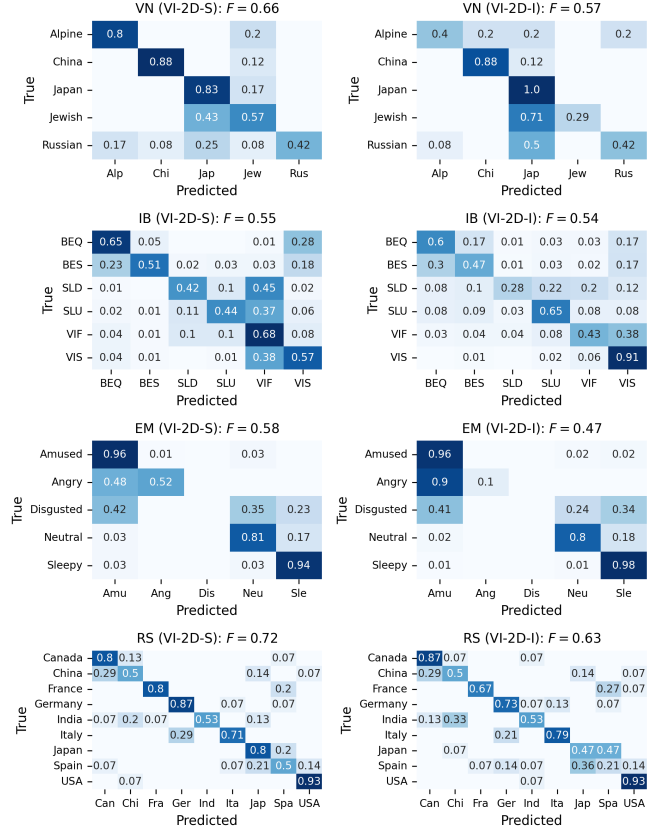 VN (VI-2D-S): F = 0.66
True
Alpine 0.8 0.2
China 0.88 0.12
Japan 0.83 0.17
Jewish 0.43 0.57
Russian 0.17 0.08 0.25 0.08 0.42
Alp Chi Jap Jew Rus
Predicted
VN (VI-2D-I): F = 0.57
True
Alpine 0.4 0.2 0.2 0.2
China 0.88 0.12
Japan 1.0
Jewish 0.71 0.29
Russian 0.08 0.5 0.42
Alp Chi Jap Jew Rus
Predicted
IB (VI-2D-S): F = 0.55
True
BEQ 0.65 0.05 0.01 0.28
BES 0.23 0.51 0.02 0.03 0.03 0.18
SLD 0.01 0.42 0.1 0.45 0.02
SLU 0.02 0.01 0.11 0.44 0.37 0.06
VIF 0.04 0.01 0.1 0.1 0.68 0.08
VIS 0.04 0.01 0.01 0.38 0.57
BEQ BES SLD SLU VIF VIS
Predicted
IB (VI-2D-I): F = 0.54
True
BEQ 0.6 0.17 0.01 0.03 0.03 0.17
BES 0.3 0.47 0.01 0.03 0.02 0.17
SLD 0.08 0.1 0.28 0.22 0.2 0.12
SLU 0.08 0.09 0.03 0.65 0.08 0.08
VIF 0.03 0.04 0.04 0.08 0.43 0.38
VIS 0.01 0.02 0.06 0.91
BEQ BES SLD SLU VIF VIS
Predicted
EM (VI-2D-S): F = 0.58
True
Amused 0.96 0.01 0.03
Angry 0.48 0.52
Disgusted 0.42 0.35 0.23
Neutral 0.03 0.81 0.17
Sleepy 0.03 0.03 0.94
Amu Ang Dis Neu Sle
Predicted
EM (VI-2D-I): F = 0.47
True
Amused 0.96 0.02 0.02
Angry 0.9 0.1
Disgusted 0.41 0.24 0.34
Neutral 0.02 0.8 0.18
Sleepy 0.01 0.01 0.98
Amu Ang Dis Neu Sle
Predicted
RS (VI-2D-S): F = 0.72
True
Canada 0.8 0.13 0.07
China 0.29 0.5 0.14 0.07
France 0.8 0.2
Germany 0.87 0.07 0.07
India 0.07 0.2 0.07 0.53 0.13
Italy 0.29 0.71
Japan 0.8 0.2
Spain 0.07 0.07 0.21 0.5 0.14
USA 0.07 0.93
Can Chi Fra Ger Ind Ita Jap Spa USA
Predicted
RS (VI-2D-I): F = 0.63
True
Canada 0.87 0.07 0.07
China 0.29 0.5 0.14 0.07
France 0.67 0.27 0.07
Germany 0.73 0.07 0.13 0.07
India 0.13 0.33 0.53
Italy 0.21 0.79
Japan 0.07 0.47 0.47
Spain 0.07 0.14 0.07 0.36 0.21 0.14
USA 0.07 0.93
Can Chi Fra Ger Ind Ita Jap Spa USA
Predicted